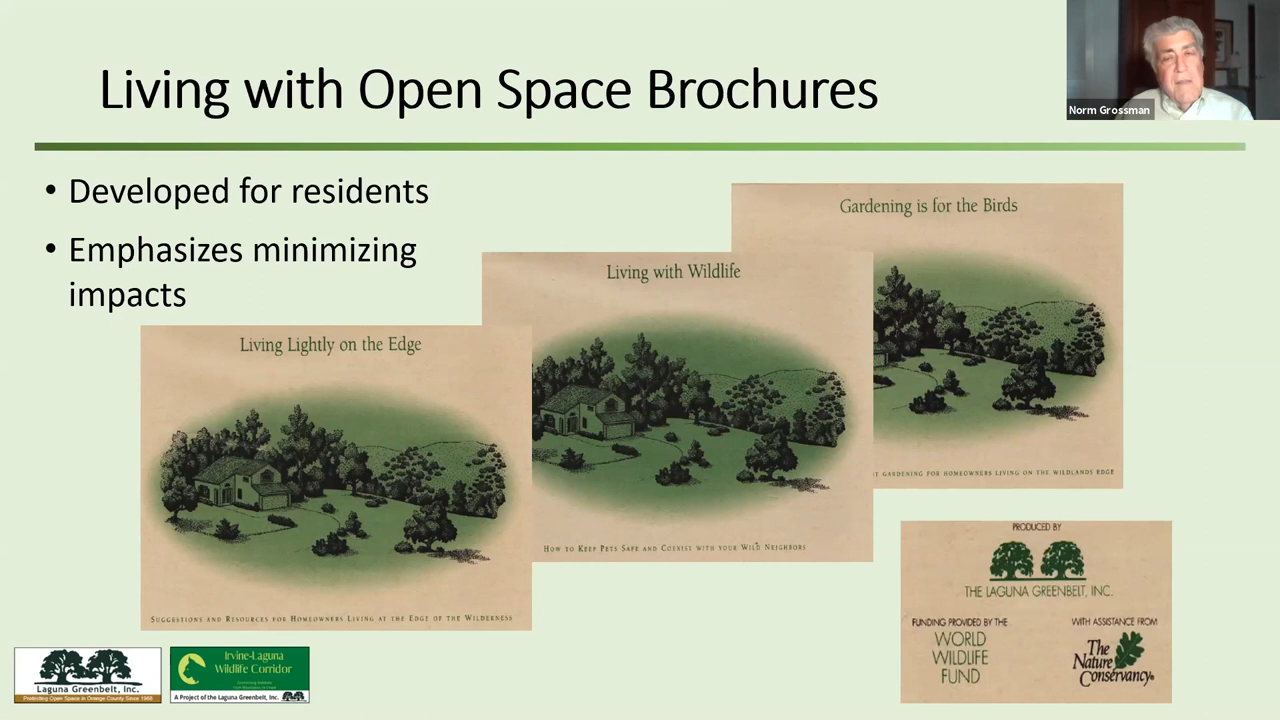 Living with Open Space Brochures
Norm Grossman
• Developed for residents
• Emphasizes minimizing
impacts
Gardening is for the Birds
GARDENING FOR HOMEOWNERS LIVING ON THE WILDLANDS EDGE
Living with Wildlife
HOW TO KEEP PETS SAFE AND COEXIST WITH YOUR WILD NEIGHBORS
Living Lightly on the Edge
SUGGESTIONS AND RESOURCES FOR HOMEOWNERS LIVING AT THE EDGE OF THE WILDERNESS
PRODUCED BY
THE LAGUNA GREENBELT, INC.
FUNDING PROVIDED BY THE
WORLD
WILDLIFE
FUND
WITH ASSISTANCE FROM
The
Nature
Conservancy®
Laguna Greenbelt, Inc.
Protecting Open Space in Orange County Since 1968
Irvine-Laguna
Wildlife Corridor
A Project of the Laguna Greenbelt, Inc.